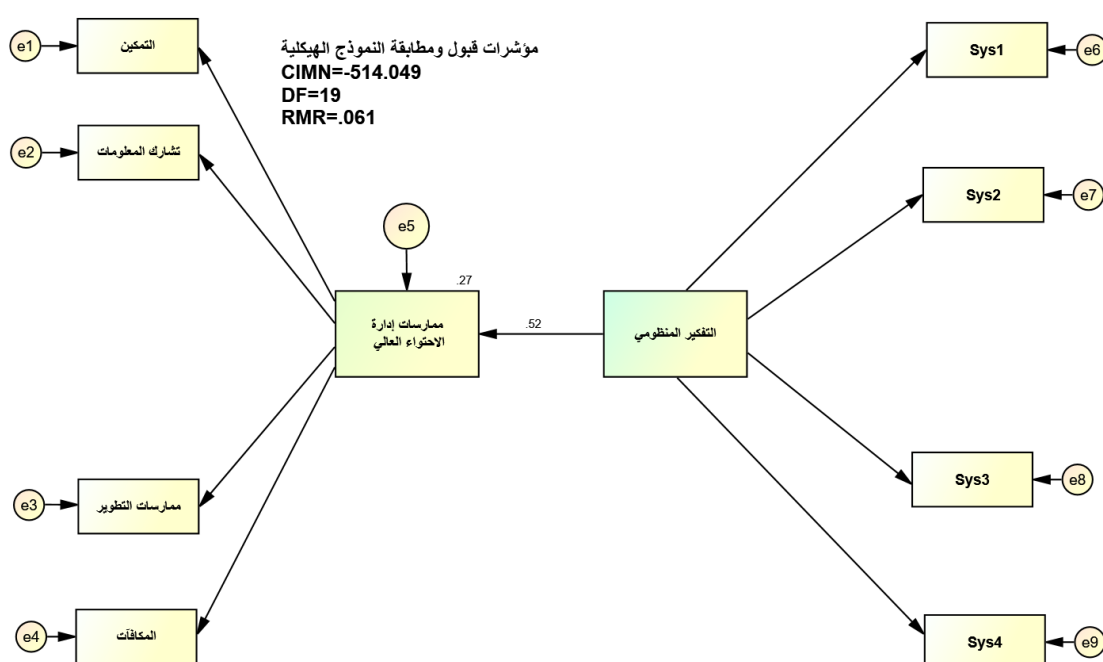 e1
التمكين
مؤشرات قبول ومطابقة النموذج الهيكلية
CIMN=-514.049
DF=19
RMR=.061
Sys1
e6
e2
تشارك المعلومات
Sys2
e7
e5
.27
ممارسات إدارة
الاحتواء العالي
.52
التفكير المنظومي
e3
ممارسات التطوير
Sys3
e8
e4
المكافآت
Sys4
e9